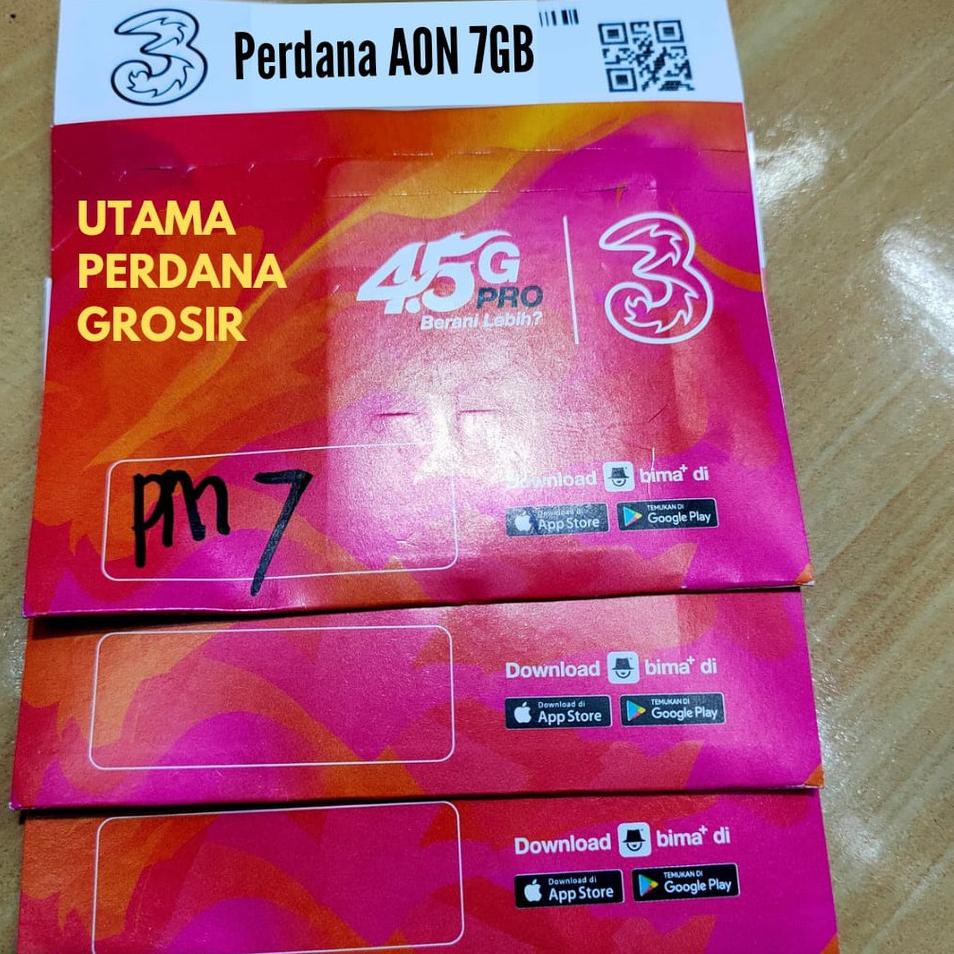 3 Perdana AON 7GB
UTAMA
PERDANA
GROSIR
4.5G
PRO
Berani Lebih?
3
pm 7
Download bima+ di
Download di
App Store
TEMUKAN DI
Google Play
Download bima+ di
Download di
App Store
TEMUKAN DI
Google Play
Download bima+ di
Download di
App Store
TEMUKAN DI
Google Play